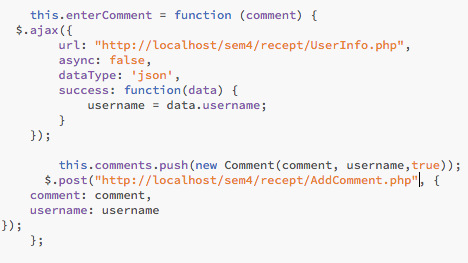 this.enterComment = function (comment) {
$.ajax({
url: "http://localhost/sem4/recept/UserInfo.php",
async: false,
dataType: 'json',
success: function(data) {
username = data.username;
}
});
this.comments.push(new Comment(comment, username,true));
$.post("http://localhost/sem4/recept/AddComment.php", {
comment: comment,
username: username
});
};